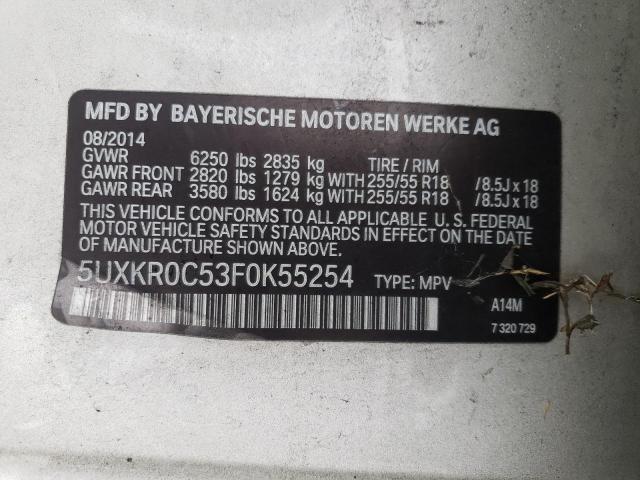 MFD BY BAYERISCHE MOTOREN WERKE AG
08/2014
GVWR 6250 lbs 2835 kg TIRE / RIM
GAWR FRONT 2820 lbs 1279 kg WITH 255/55 R18 /8.5J x 18
GAWR REAR 3580 lbs 1624 kg WITH 255/55 R18 /8.5J x 18
THIS VEHICLE CONFORMS TO ALL APPLICABLE U. S. FEDERAL
MOTOR VEHICLE SAFETY STANDARDS IN EFFECT ON THE DATE
OF MANUFACTURE SHOWN ABOVE.
5UXKR0C53F0K55254 TYPE: MPV
A14M
7 320 729